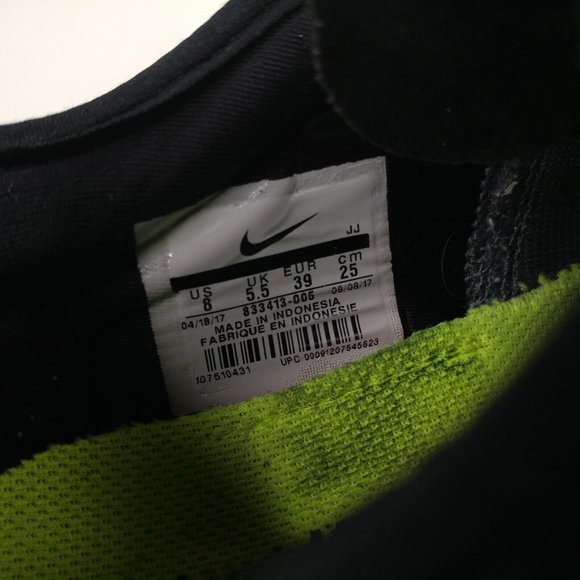 JJ
US UK EUR cm
8 5.5 39 25
833413-005
04/18/17 08/08/17
MADE IN INDONESIA
FABRIQUE EN INDONESIE
107510431 UPC 00091207545623